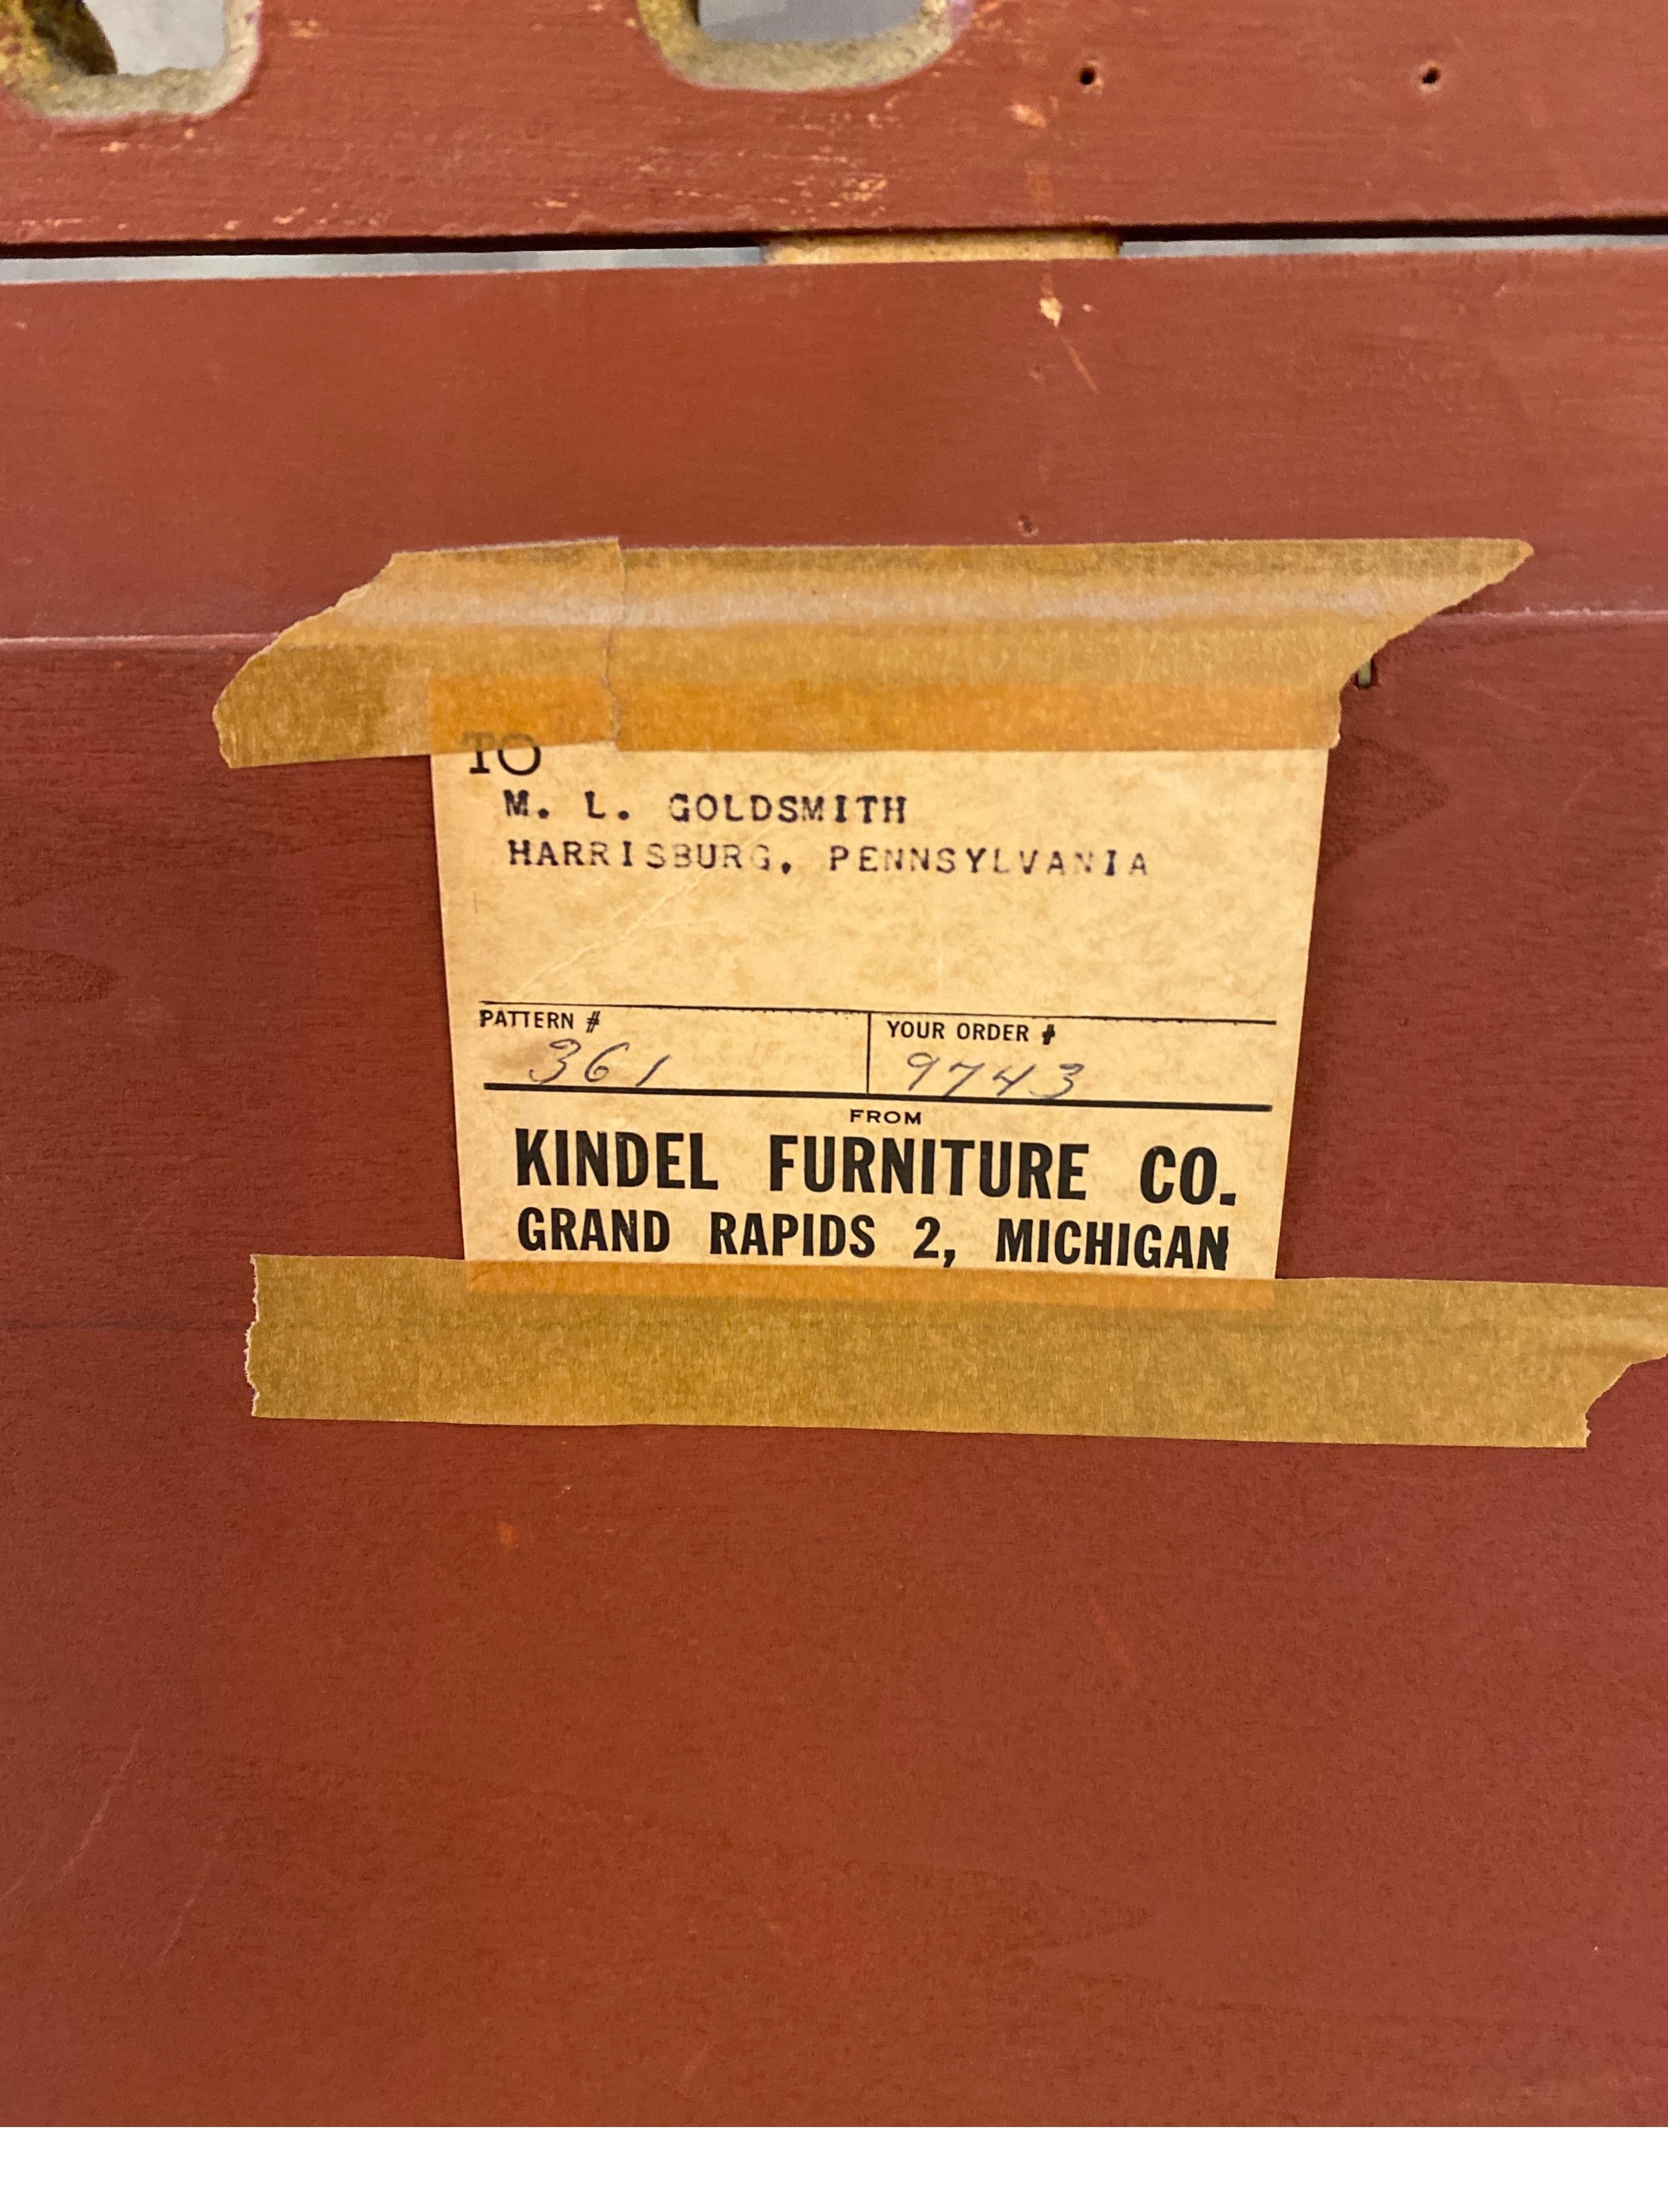 TO
M. L. GOLDSMITH
HARRISBURG, PENNSYLVANIA
PATTERN # YOUR ORDER #
361 9743
FROM
KINDEL FURNITURE CO.
GRAND RAPIDS 2, MICHIGAN